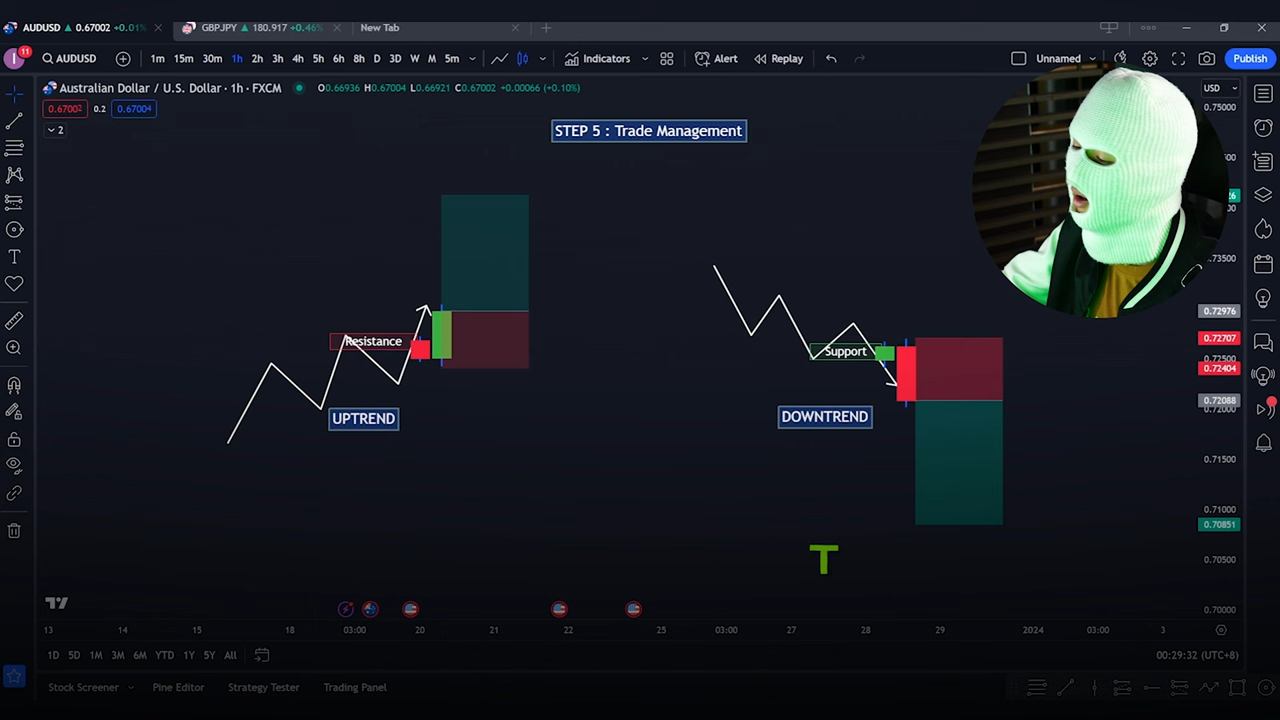 AUDUSD 0.67002 +0.01%
GBPJPY 180.917 +0.46%
New Tab
11
AUDUSD
1m 15m 30m 1h 2h 3h 4h 5h 6h 8h D 3D W M 5m
Indicators
Alert
Replay
Unnamed
Publish
Australian Dollar / U.S. Dollar · 1h · FXCM
O0.66936 H0.67004 L0.66921 C0.67002 +0.00066 (+0.10%)
USD
0.67002 0.2 0.67004
2
STEP 5 : Trade Management
Resistance
UPTREND
Support
DOWNTREND
T
0.75000
.73500
0.72976
0.72707
0.72500
0.72404
0.72088
0.72000
0.71500
0.71000
0.70851
0.70500
0.70000
13 14 15 18 03:00 20 21 22 25 03:00 27 28 29 2024 03:00 3
1D 5D 1M 3M 6M YTD 1Y 5Y All
00:29:32 (UTC+8)
Stock Screener
Pine Editor
Strategy Tester
Trading Panel